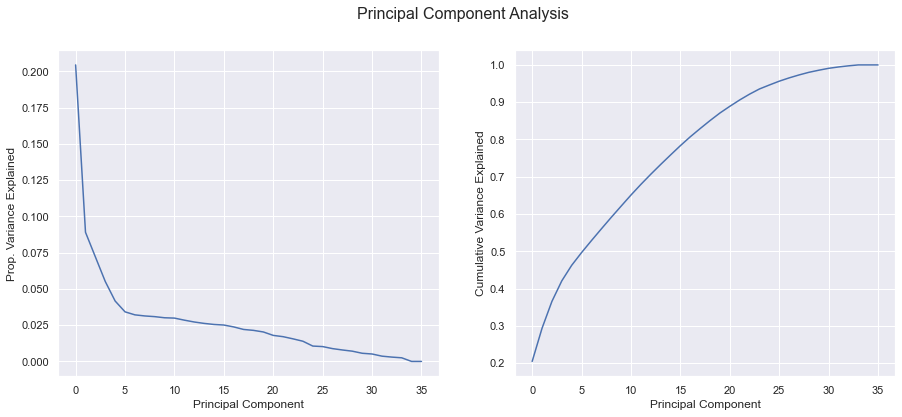 Principal Component Analysis
Prop. Variance Explained
0.200
0.175
0.150
0.125
0.100
0.075
0.050
0.025
0.000
0 5 10 15 20 25 30 35
Principal Component
Cumulative Variance Explained
1.0
0.9
0.8
0.7
0.6
0.5
0.4
0.3
0.2
0 5 10 15 20 25 30 35
Principal Component